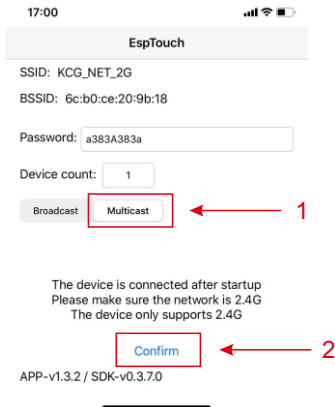 17:00
EspTouch
SSID: KCG_NET_2G
BSSID: 6c:b0:ce:20:9b:18
Password: a383A383a
Device count: 1
Broadcast Multicast 1
The device is connected after startup
Please make sure the network is 2.4G
The device only supports 2.4G
Confirm 2
APP-v1.3.2 / SDK-v0.3.7.0